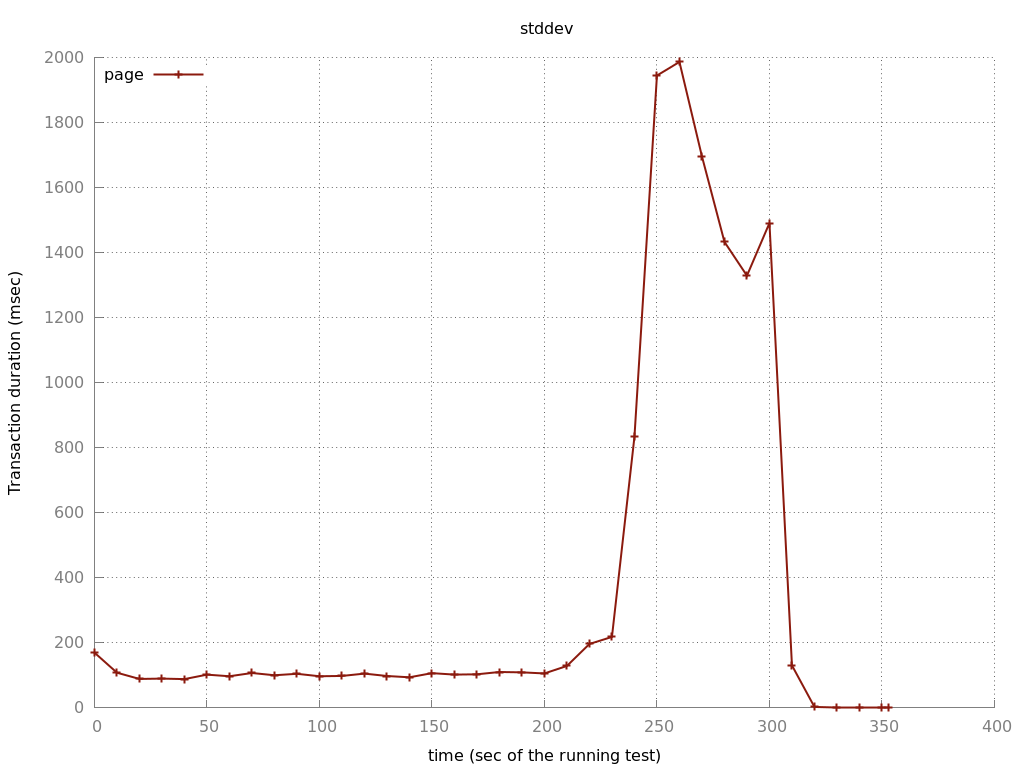 stddev
page
2000
1800
1600
1400
1200
1000
800
600
400
200
0
Transaction duration (msec)
0 50 100 150 200 250 300 350 400
time (sec of the running test)